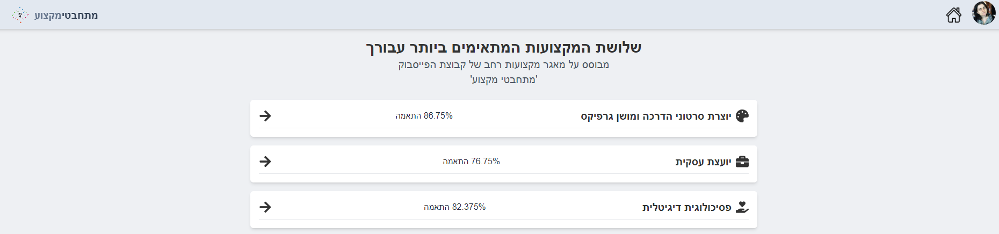 מתחבטימקצוע
שלושת המקצועות המתאימים ביותר עבורך
מבוסס על מאגר מקצועות רחב של קבוצת הפייסבוק
'מתחבטי מקצוע'
יוצרת סרטוני הדרכה ומושן גרפיקס 86.75% התאמה
יועצת עסקית 76.75% התאמה
פסיכולוגית דיגיטלית 82.375% התאמה